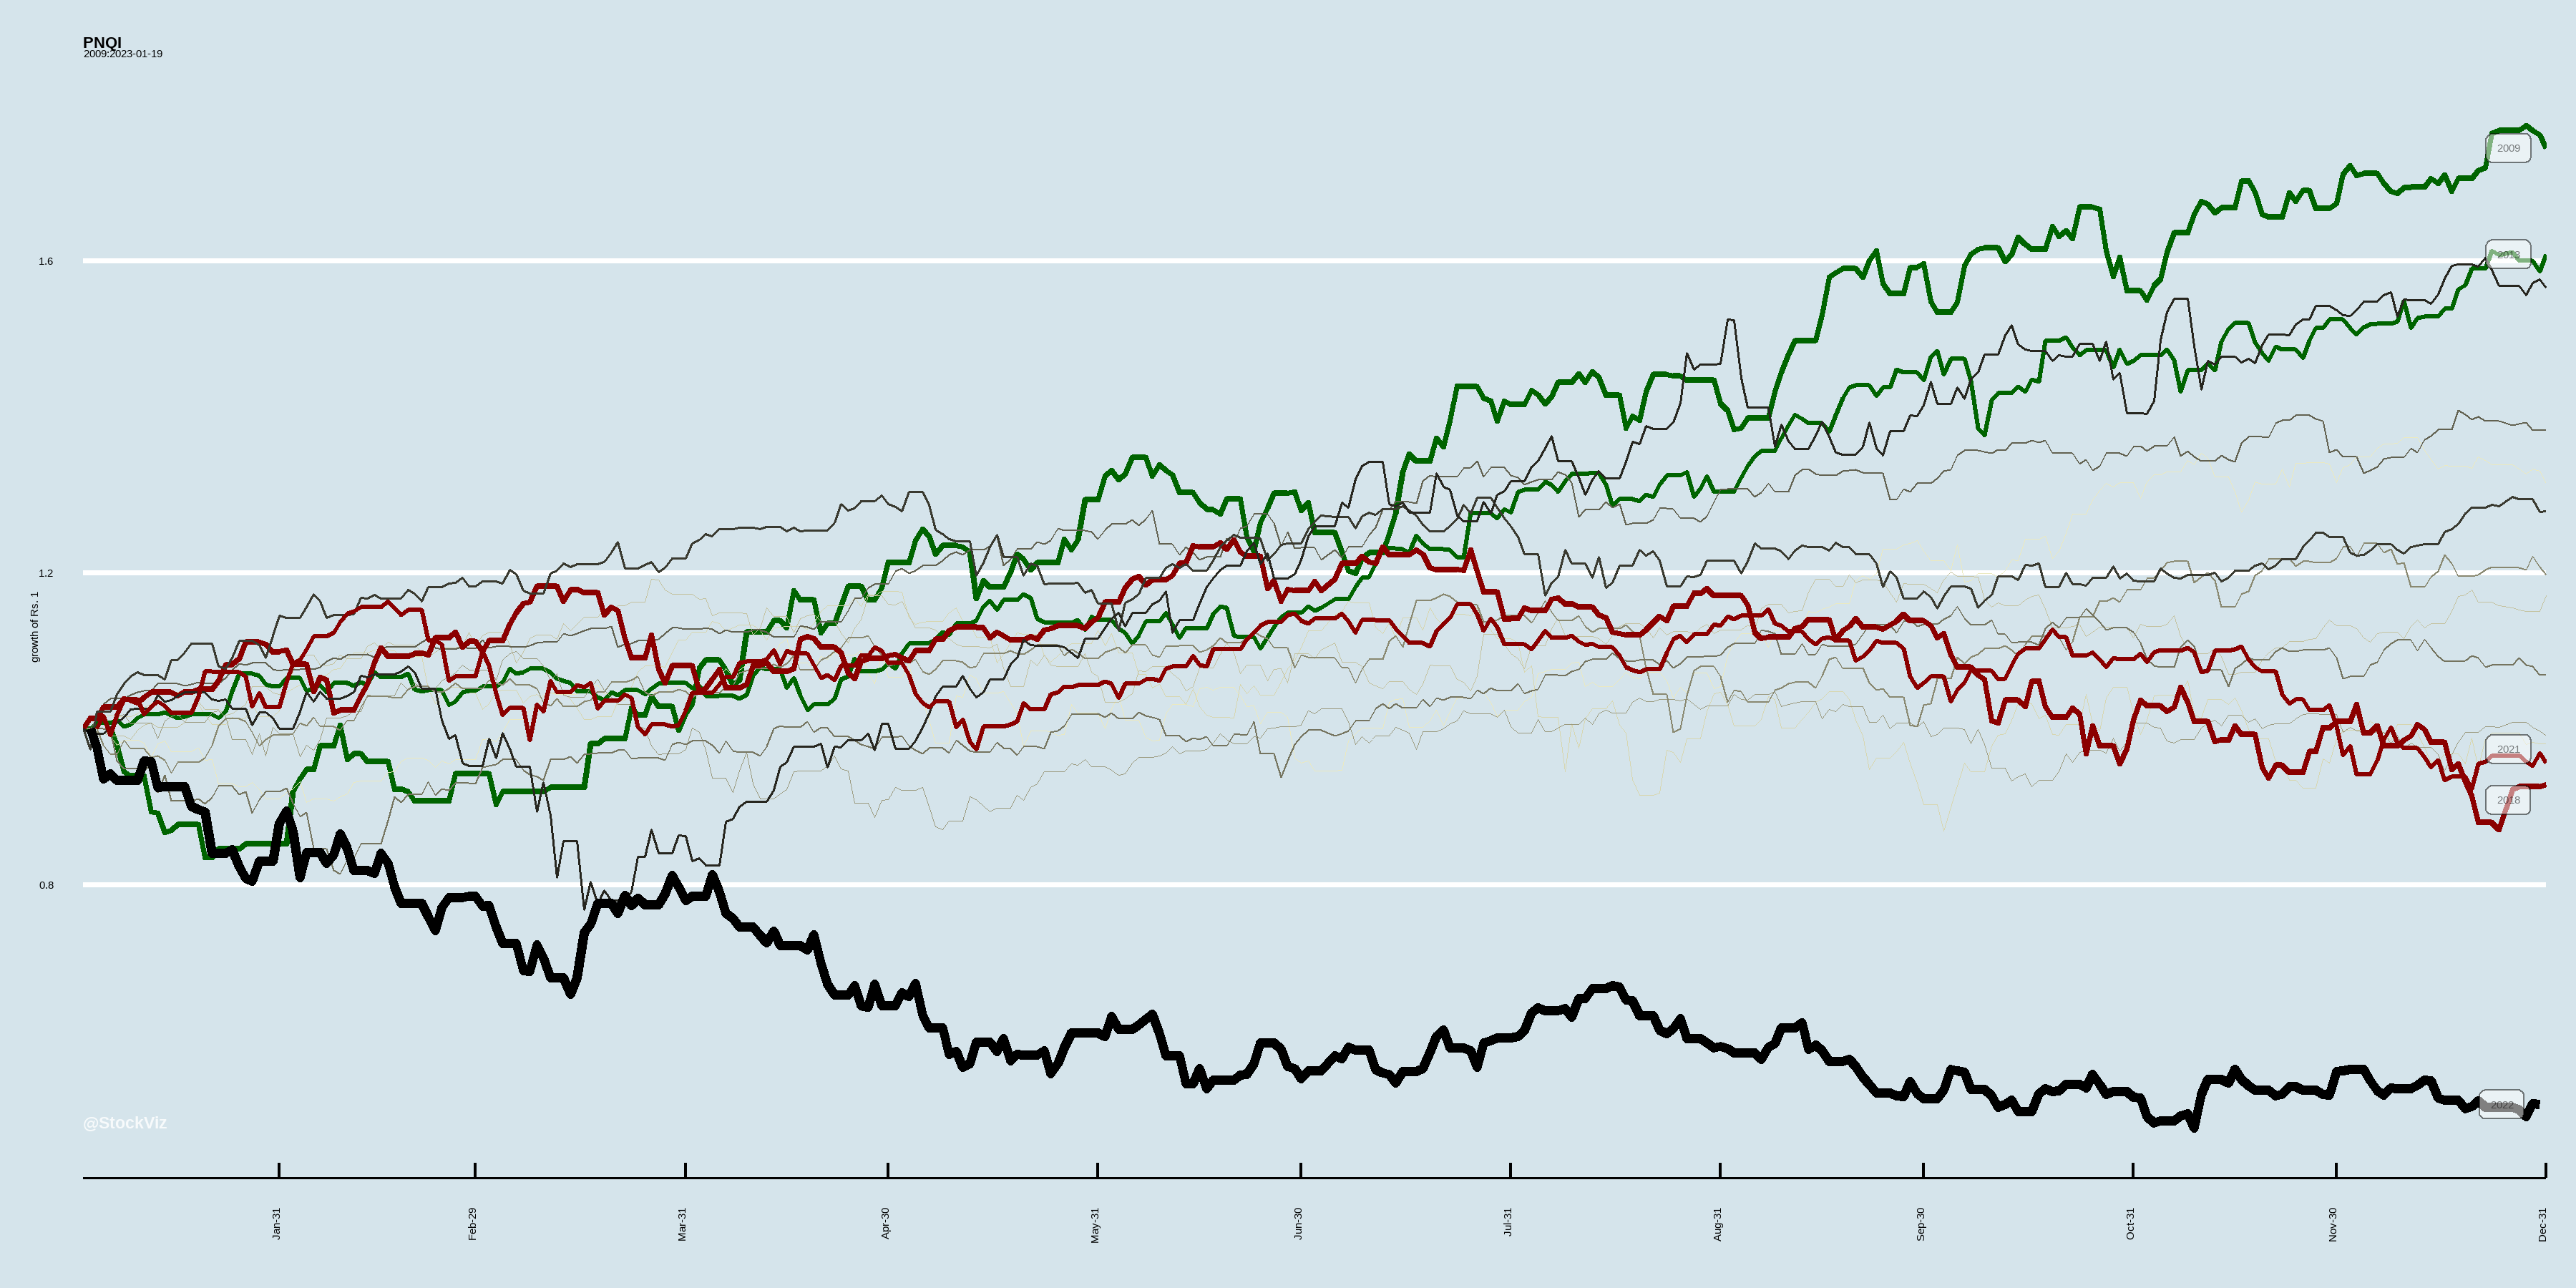 PNQI
2009:2023-01-19
2009
1.6
2013
1.2
growth of Rs. 1
2021
2018
0.8
2022
@StockViz
Jan-31
Feb-29
Mar-31
Apr-30
May-31
Jun-30
Jul-31
Aug-31
Sep-30
Oct-31
Nov-30
Dec-31